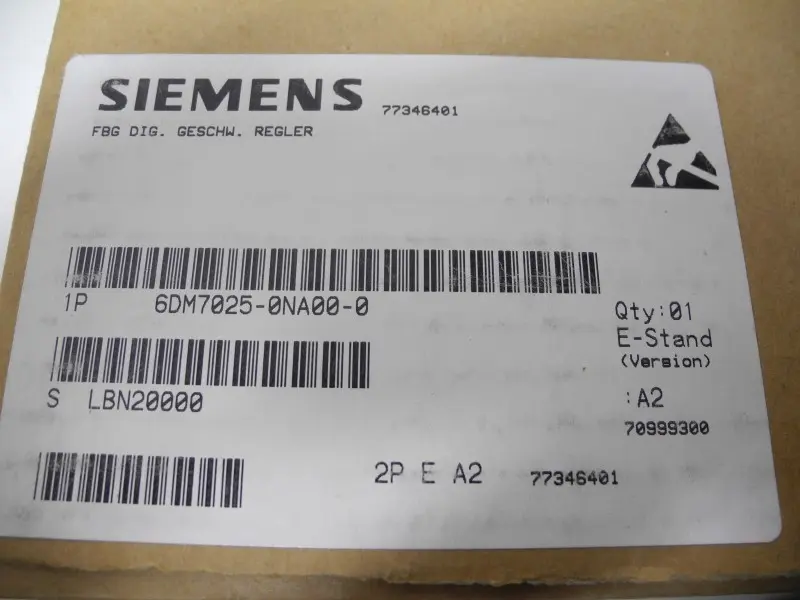 SIEMENS 77346401
FBG DIG. GESCHW. REGLER
1P 6DM7025-0NA00-0
Qty:01
E-Stand
(Version)
S LBN20000
:A2
70999300
2P E A2 77346401